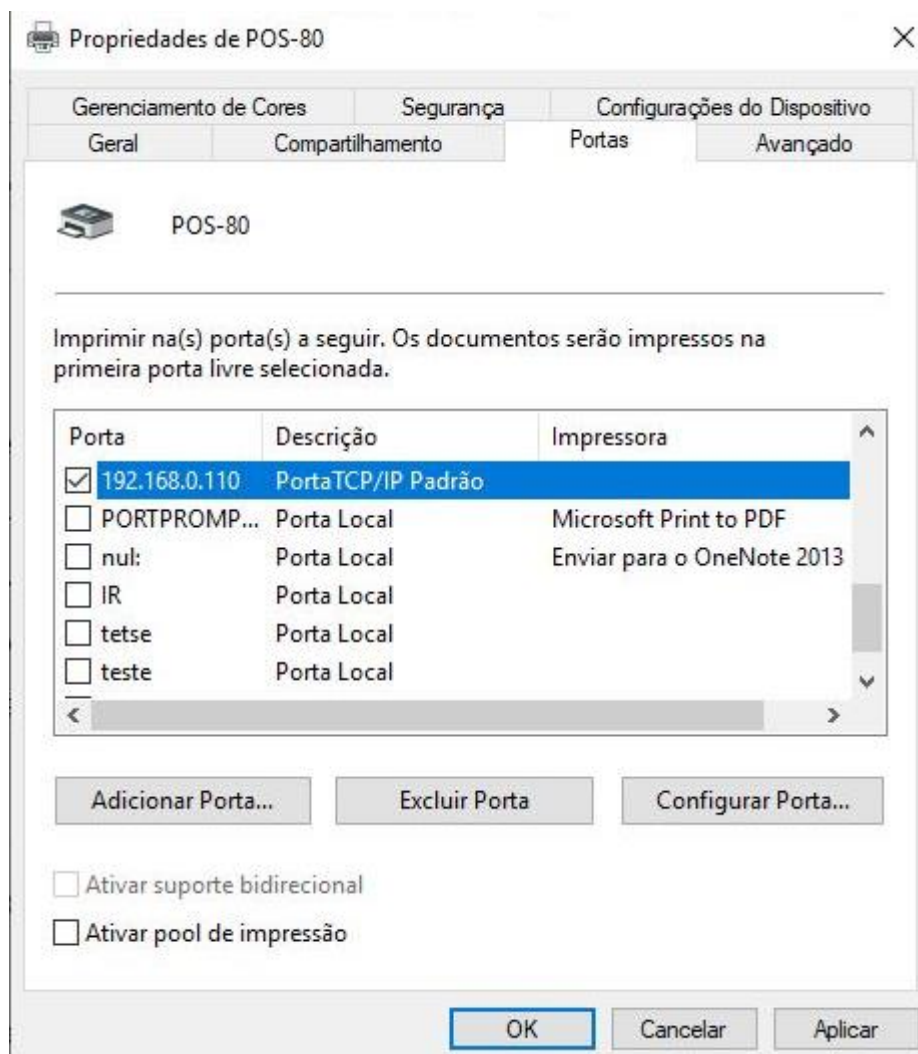 Propriedades de POS-80
Gerenciamento de Cores Segurança Configurações do Dispositivo
Geral Compartilhamento Portas Avançado
POS-80
Imprimir na(s) porta(s) a seguir. Os documentos serão impressos na
primeira porta livre selecionada.
Porta Descrição Impressora
192.168.0.110 PortaTCP/IP Padrão
PORTPROMP... Porta Local Microsoft Print to PDF
nul: Porta Local Enviar para o OneNote 2013
IR Porta Local
tetse Porta Local
teste Porta Local
Adicionar Porta... Excluir Porta Configurar Porta...
Ativar suporte bidirecional
Ativar pool de impressão
OK Cancelar Aplicar